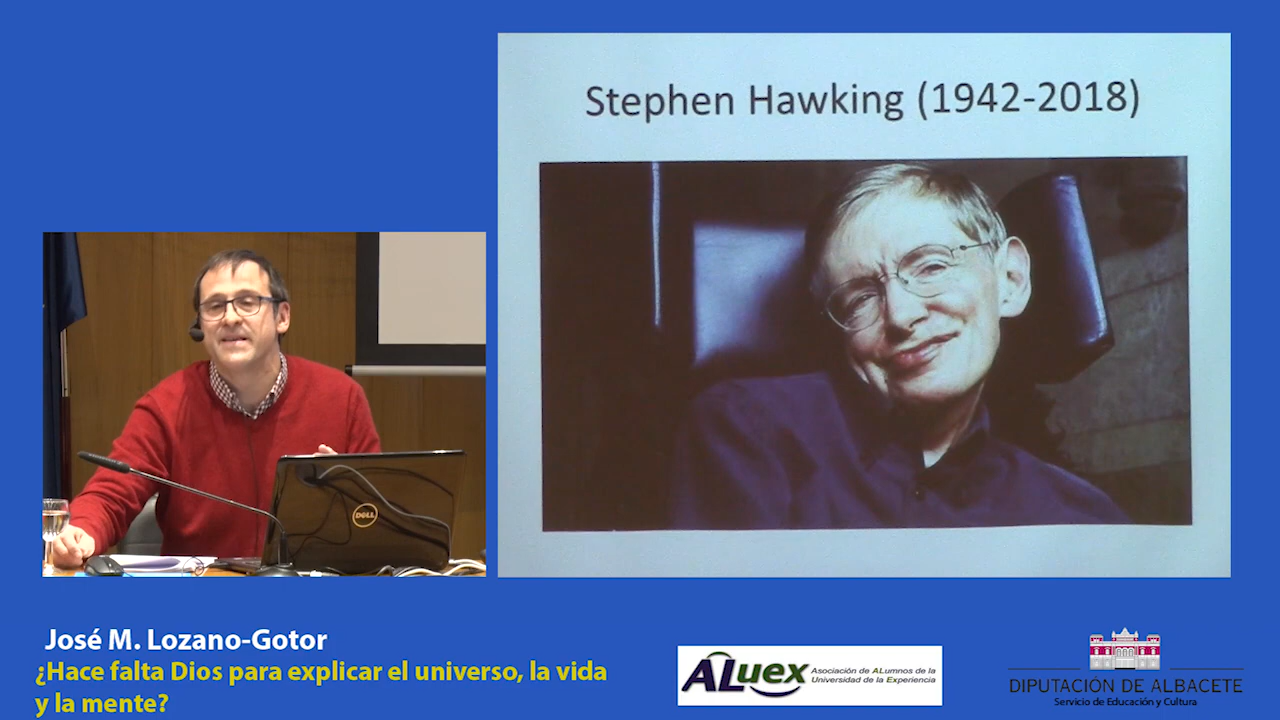 Stephen Hawking (1942-2018)
DELL
José M. Lozano-Gotor
¿Hace falta Dios para explicar el universo, la vida
y la mente?
ALuex
Asociación de ALumnos de la
Universidad de la Experiencia
DIPUTACIÓN DE ALBACETE
Servicio de Educación y Cultura